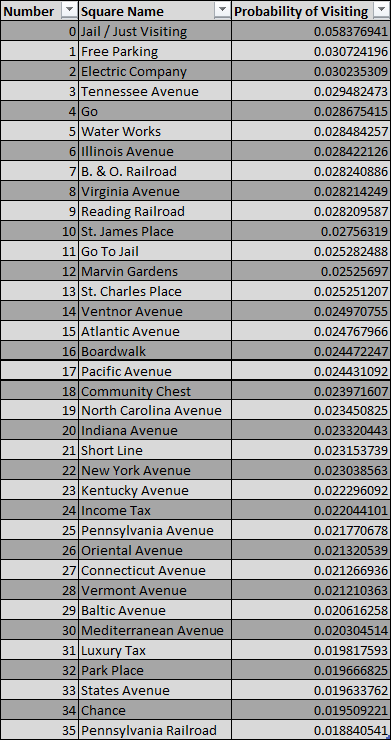 Number Square Name Probability of Visiting
0 Jail / Just Visiting 0.058376941
1 Free Parking 0.030724196
2 Electric Company 0.030235309
3 Tennessee Avenue 0.029482473
4 Go 0.028675415
5 Water Works 0.028484257
6 Illinois Avenue 0.028422126
7 B. & O. Railroad 0.028240886
8 Virginia Avenue 0.028214249
9 Reading Railroad 0.028209587
10 St. James Place 0.02756319
11 Go To Jail 0.025282488
12 Marvin Gardens 0.02525697
13 St. Charles Place 0.025251207
14 Ventnor Avenue 0.024970755
15 Atlantic Avenue 0.024767966
16 Boardwalk 0.024472247
17 Pacific Avenue 0.024431092
18 Community Chest 0.023971607
19 North Carolina Avenue 0.023450825
20 Indiana Avenue 0.023320443
21 Short Line 0.023153739
22 New York Avenue 0.023038563
23 Kentucky Avenue 0.022296092
24 Income Tax 0.022044101
25 Pennsylvania Avenue 0.021770678
26 Oriental Avenue 0.021320539
27 Connecticut Avenue 0.021266936
28 Vermont Avenue 0.021210363
29 Baltic Avenue 0.020616258
30 Mediterranean Avenue 0.020304514
31 Luxury Tax 0.019817593
32 Park Place 0.019666825
33 States Avenue 0.019633762
34 Chance 0.019509221
35 Pennsylvania Railroad 0.018840541